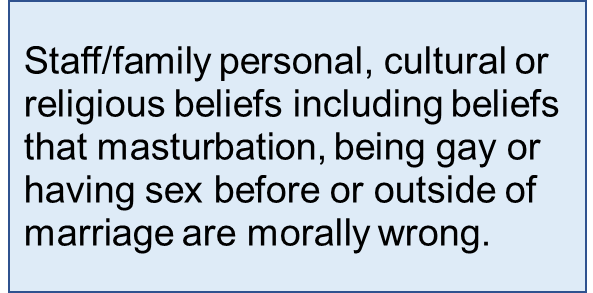 Staff/family personal, cultural or
religious beliefs including beliefs
that masturbation, being gay or
having sex before or outside of
marriage are morally wrong.